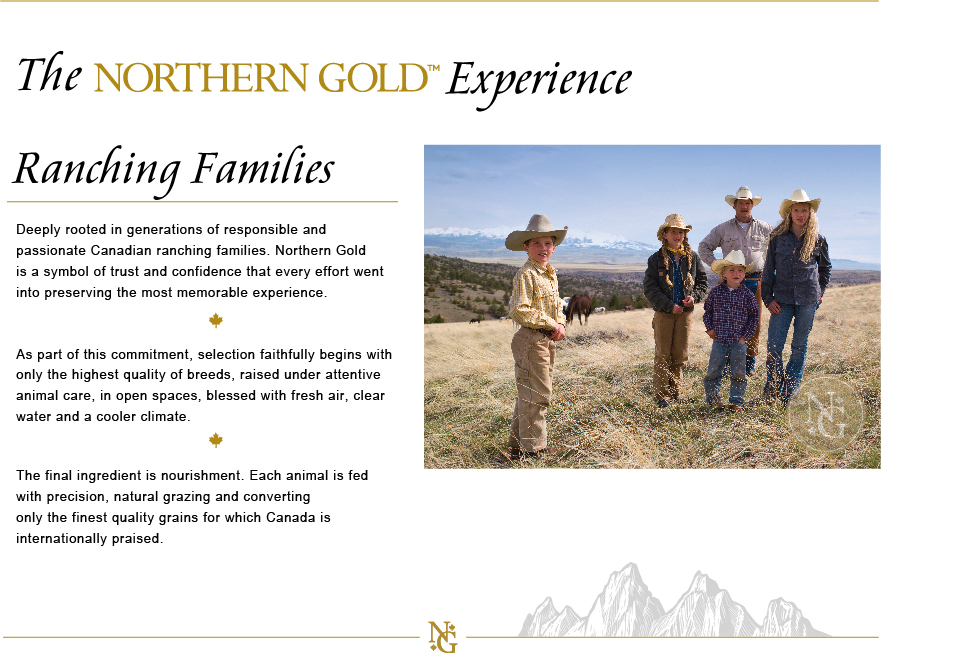 The NORTHERN GOLD™ Experience
Ranching Families
Deeply rooted in generations of responsible and
passionate Canadian ranching families. Northern Gold
is a symbol of trust and confidence that every effort went
into preserving the most memorable experience.
As part of this commitment, selection faithfully begins with
only the highest quality of breeds, raised under attentive
animal care, in open spaces, blessed with fresh air, clear
water and a cooler climate.
The final ingredient is nourishment. Each animal is fed
with precision, natural grazing and converting
only the finest quality grains for which Canada is
internationally praised.
NG
NG